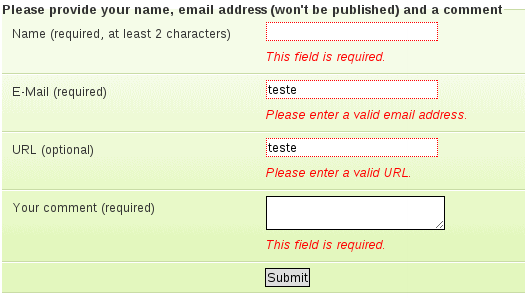 Please provide your name, email address (won't be published) and a comment
Name (required, at least 2 characters)
This field is required.
E-Mail (required)
teste
Please enter a valid email address.
URL (optional)
teste
Please enter a valid URL.
Your comment (required)
This field is required.
Submit